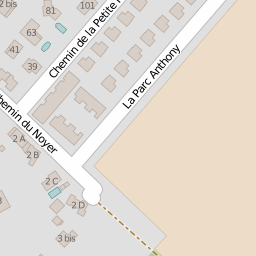 2 bis
101
63
Chemin de la Petite
41
39
La Parc Anthony
Chemin du Noyer
2 A
2 B
2 C
2 D
3 bis